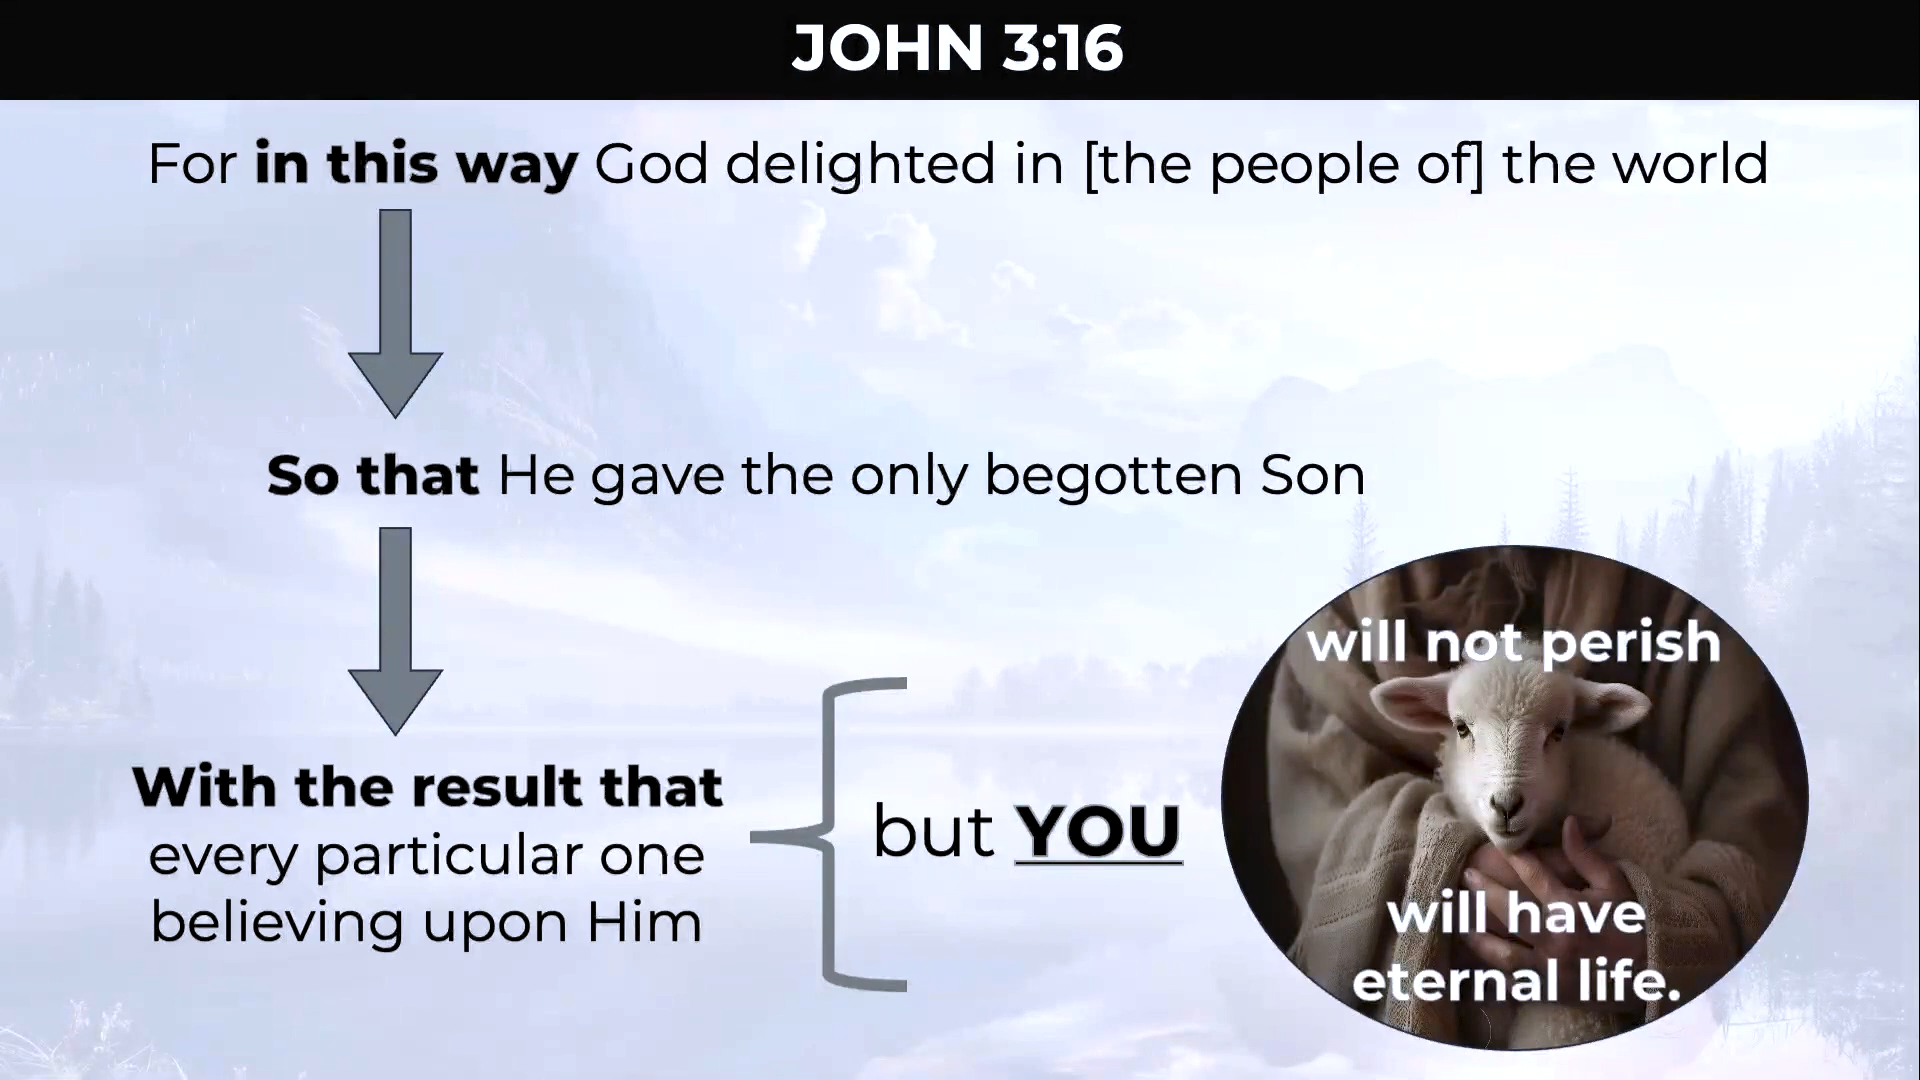 JOHN 3:16
For in this way God delighted in [the people of] the world
So that He gave the only begotten Son
With the result that
every particular one
believing upon Him
but YOU
will not perish
will have
eternal life.